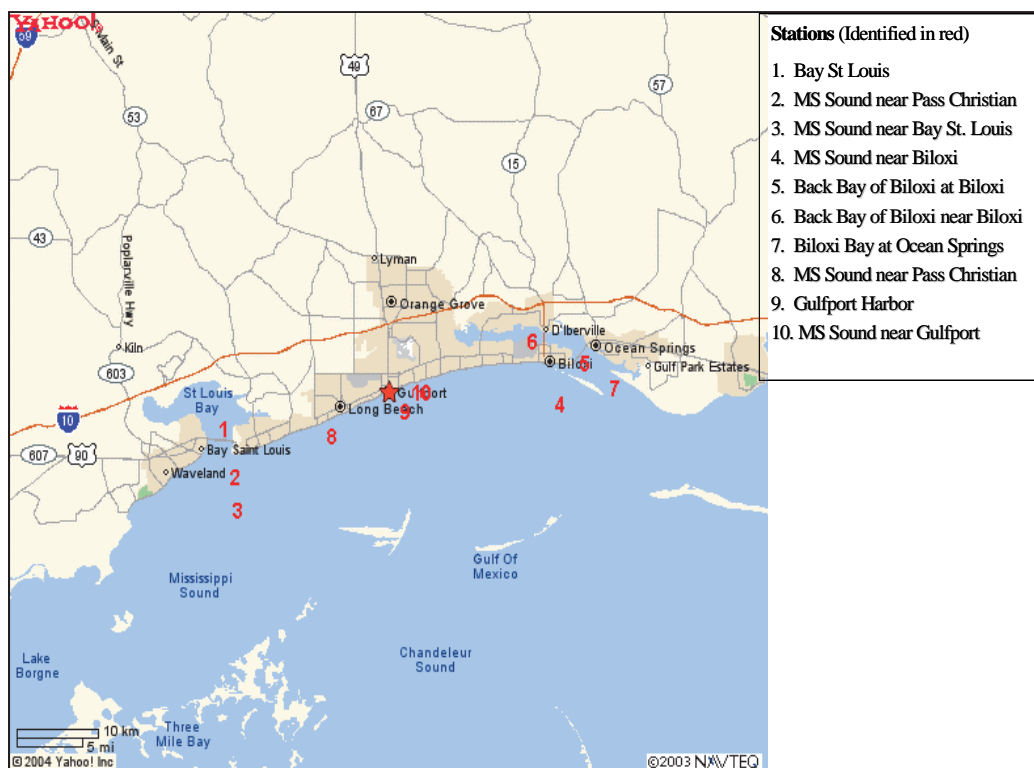 YAHOO!
59
Main St
49
57
53
67
15
43
Poplarville Hwy
Lyman
Orange Grove
D'Iberville
Kiln
Ocean Springs
6
Biloxi
5
Gulf Park Estates
603
7
St Louis
Bay
Gulfport
10
4
Long Beach
9
10
1
8
607
90
Bay Saint Louis
Waveland
2
3
Gulf Of
Mexico
Mississippi
Sound
Chandeleur
Sound
Lake
Borgne
Three
Mile Bay
10 km
5 mi
©2004 Yahoo! Inc
©2003 NAVTEQ
Stations (Identified in red)
1. Bay St Louis
2. MS Sound near Pass Christian
3. MS Sound near Bay St. Louis
4. MS Sound near Biloxi
5. Back Bay of Biloxi at Biloxi
6. Back Bay of Biloxi near Biloxi
7. Biloxi Bay at Ocean Springs
8. MS Sound near Pass Christian
9. Gulfport Harbor
10. MS Sound near Gulfport